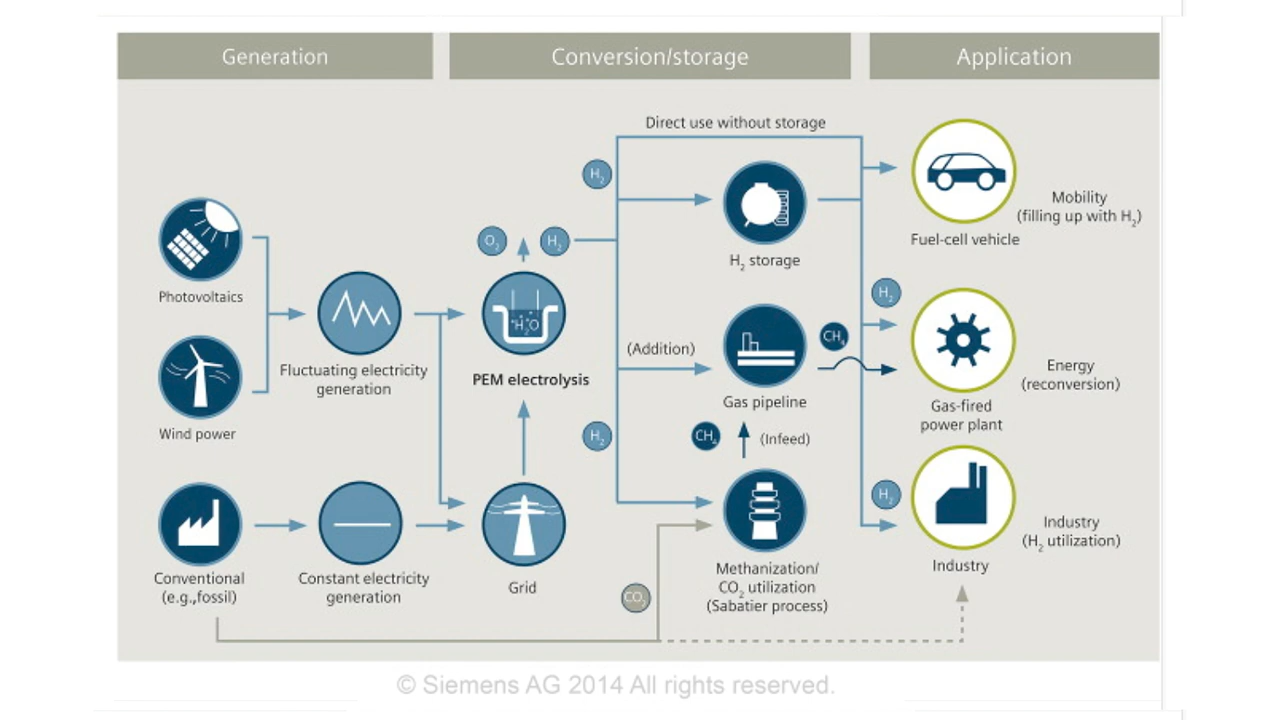 Generation
Conversion/storage
Application
Direct use without storage
H₂
O₂
H₂
H₂ storage
Fuel-cell vehicle
Mobility
(filling up with H₂)
Photovoltaics
Fluctuating electricity
generation
H₂O
PEM electrolysis
(Addition)
Gas pipeline
CH₄
H₂
Gas-fired
power plant
Energy
(reconversion)
Wind power
H₂
CH₄
(Infeed)
Conventional
(e.g.,fossil)
Constant electricity
generation
Grid
CO₂
Methanization/
CO₂ utilization
(Sabatier process)
H₂
Industry
Industry
(H₂ utilization)
© Siemens AG 2014 All rights reserved.